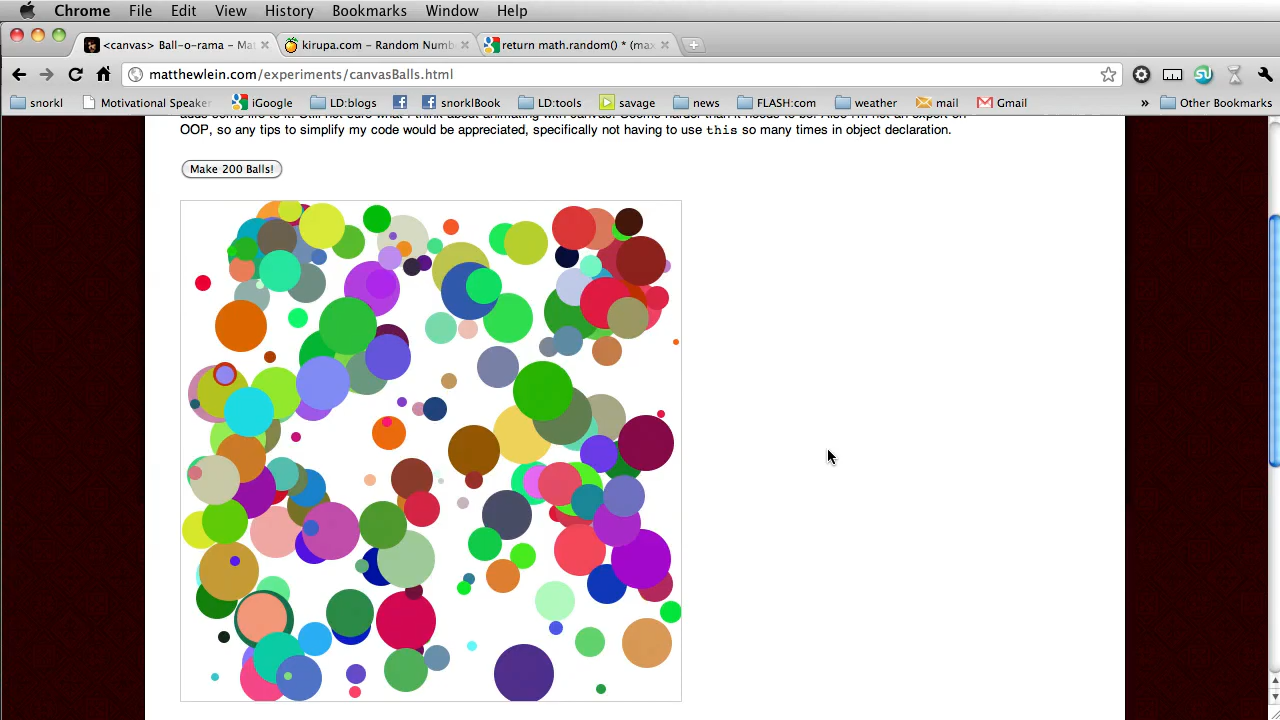 Chrome File Edit View History Bookmarks Window Help
<canvas> Ball-o-rama – Ma kirupa.com – Random Numb return math.random() * (ma
matthewlein.com/experiments/canvasBalls.html
snorkl Motivational Speaker iGoogle LD:blogs snorkBook LD:tools savage news FLASH:com weather mail Gmail » Other Bookmarks
OOP, so any tips to simplify my code would be appreciated, specifically not having to use this so many times in object declaration.
Make 200 Balls!